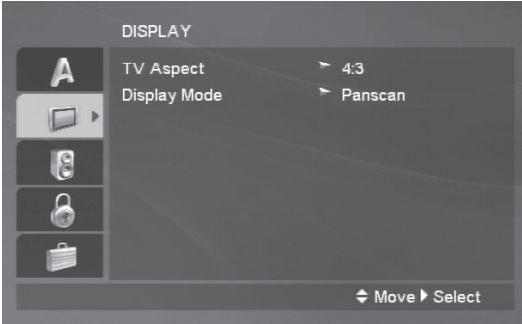 DISPLAY
TV Aspect 4:3
Display Mode Panscan
A
Move Select